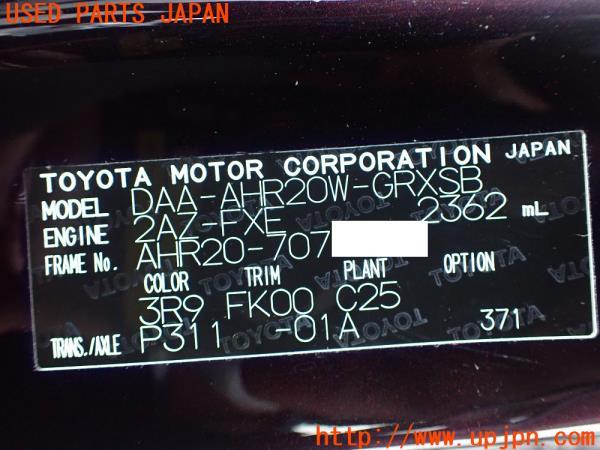 USED PARTS JAPAN
TOYOTA MOTOR CORPORATION JAPAN
MODEL DAA-AHR20W-GRXSB
ENGINE 2AZ-FXE 2362 mL
FRAME No. AHR20-707
COLOR TRIM PLANT OPTION
3R9 FK00 C25
TRANS./AXLE P311 -01A 371
http://www.upjpn.com